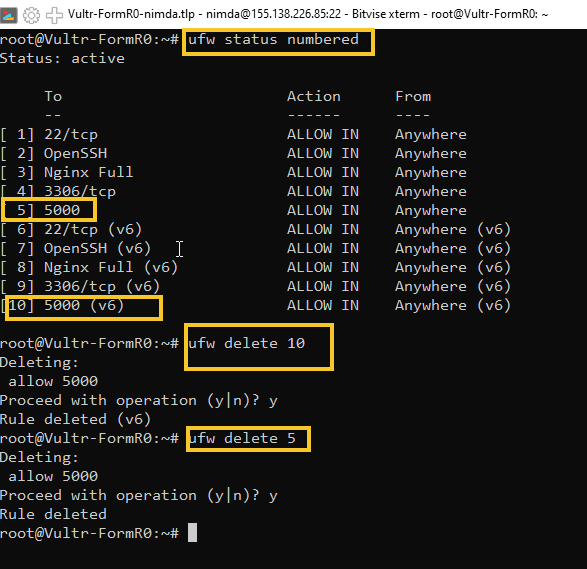 Vultr-FormR0-nimda.tlp - nimda@155.138.226.85:22 - Bitvise xterm - root@Vultr-FormR0: ~
root@Vultr-FormR0:~# ufw status numbered
Status: active
To Action From
-- ------ ----
[ 1] 22/tcp ALLOW IN Anywhere
[ 2] OpenSSH ALLOW IN Anywhere
[ 3] Nginx Full ALLOW IN Anywhere
[ 4] 3306/tcp ALLOW IN Anywhere
[ 5] 5000 ALLOW IN Anywhere
[ 6] 22/tcp (v6) ALLOW IN Anywhere (v6)
[ 7] OpenSSH (v6) ALLOW IN Anywhere (v6)
[ 8] Nginx Full (v6) ALLOW IN Anywhere (v6)
[ 9] 3306/tcp (v6) ALLOW IN Anywhere (v6)
[10] 5000 (v6) ALLOW IN Anywhere (v6)
root@Vultr-FormR0:~# ufw delete 10
Deleting:
 allow 5000
Proceed with operation (y|n)? y
Rule deleted (v6)
root@Vultr-FormR0:~# ufw delete 5
Deleting:
 allow 5000
Proceed with operation (y|n)? y
Rule deleted
root@Vultr-FormR0:~#